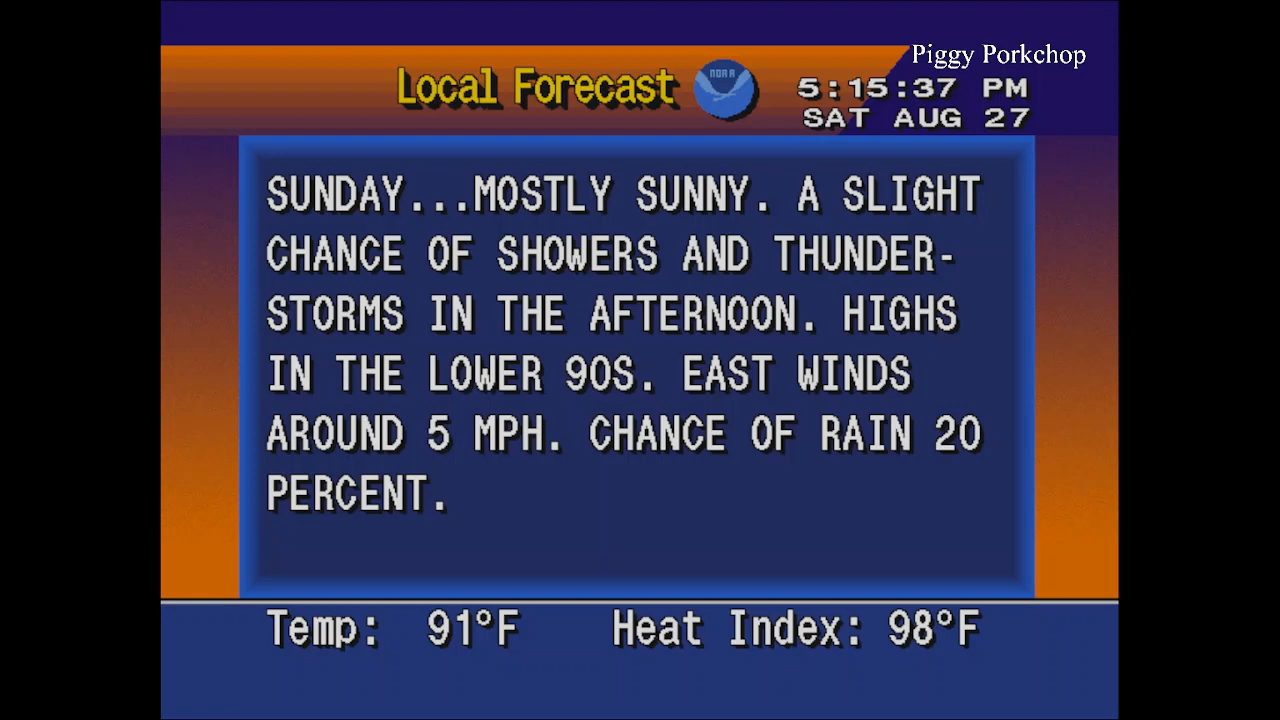 Piggy Porkchop
Local Forecast
NOAA
5:15:37 PM
SAT AUG 27
SUNDAY...MOSTLY SUNNY. A SLIGHT
CHANCE OF SHOWERS AND THUNDER-
STORMS IN THE AFTERNOON. HIGHS
IN THE LOWER 90S. EAST WINDS
AROUND 5 MPH. CHANCE OF RAIN 20
PERCENT.
Temp: 91°F Heat Index: 98°F